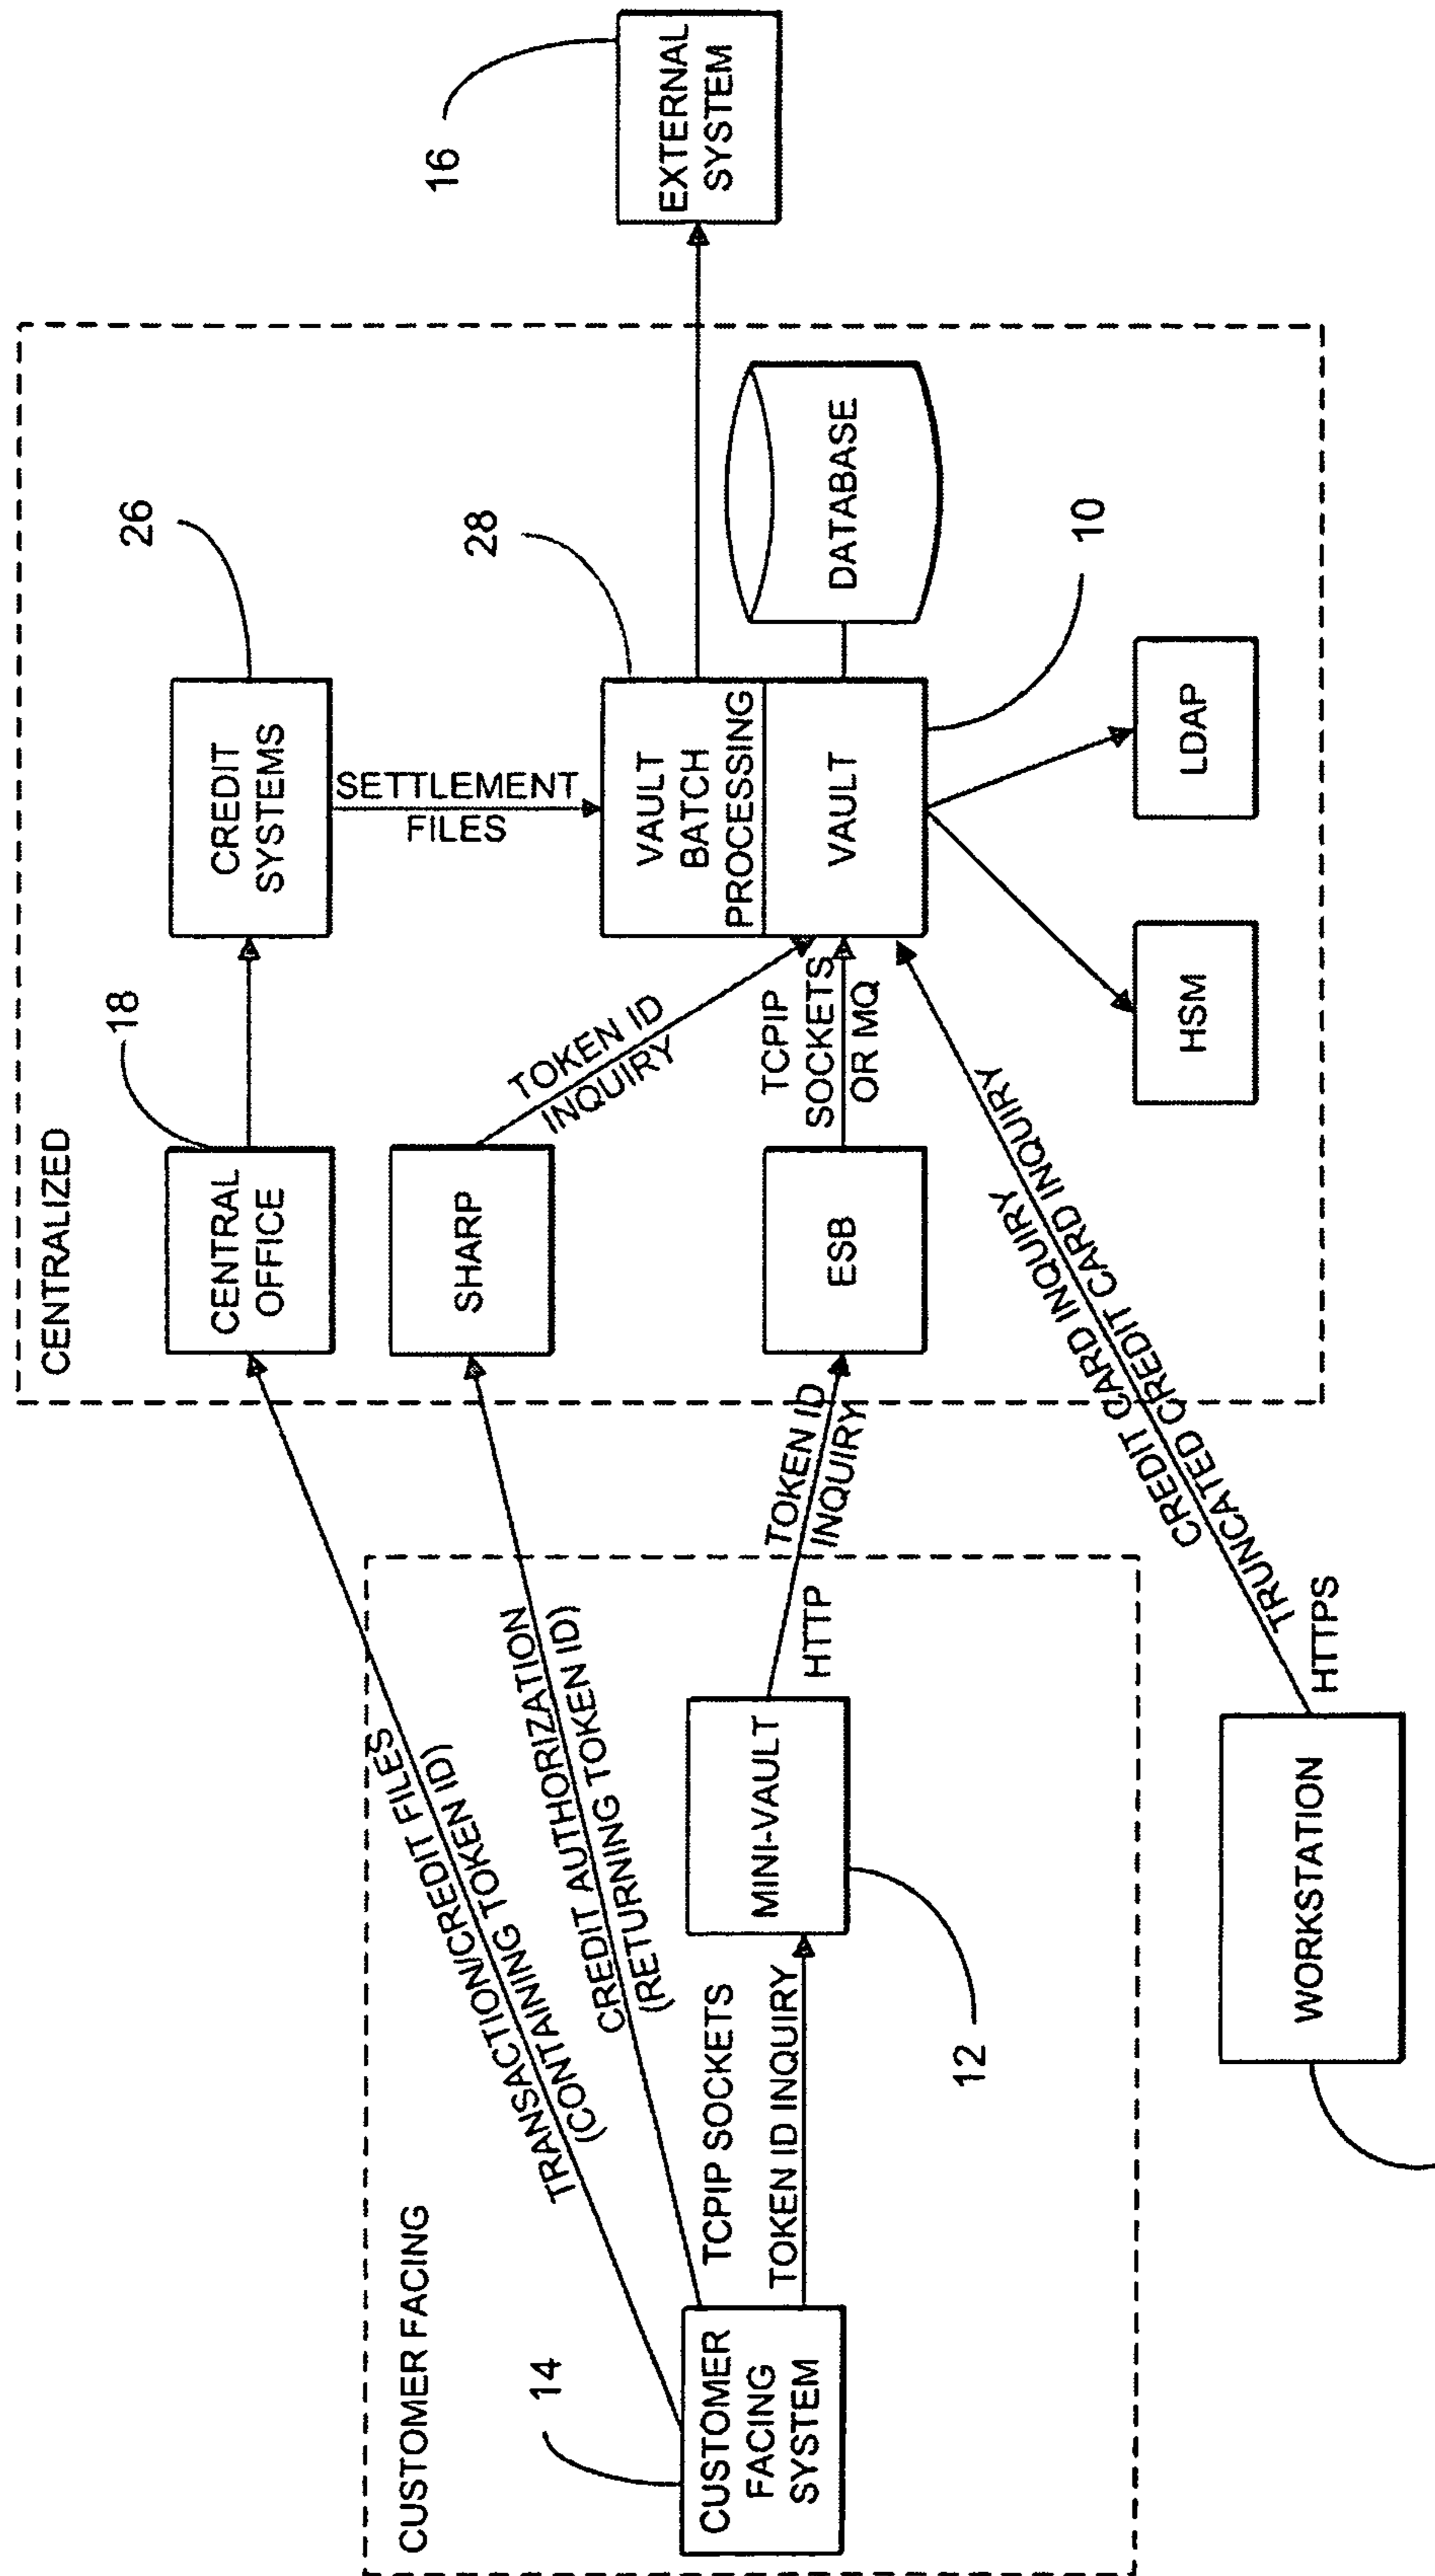 CUSTOMER FACING
14
CUSTOMER
FACING
SYSTEM
TRANSACTION/CREDIT FILES
(CONTAINING TOKEN ID)
CREDIT AUTHORIZATION
(RETURNING TOKEN ID)
TCPIP SOCKETS
TOKEN ID INQUIRY
MINI-VAULT
12
HTTP
TOKEN ID
INQUIRY
WORKSTATION
HTTPS
CREDIT CARD INQUIRY
TRUNCATED CREDIT CARD INQUIRY
CENTRALIZED
18
CENTRAL
OFFICE
SHARP
ESB
TOKEN ID
INQUIRY
TCPIP
SOCKETS
OR MQ
26
CREDIT
SYSTEMS
SETTLEMENT
FILES
28
VAULT
BATCH
PROCESSING
VAULT
10
DATABASE
HSM
LDAP
16
EXTERNAL
SYSTEM